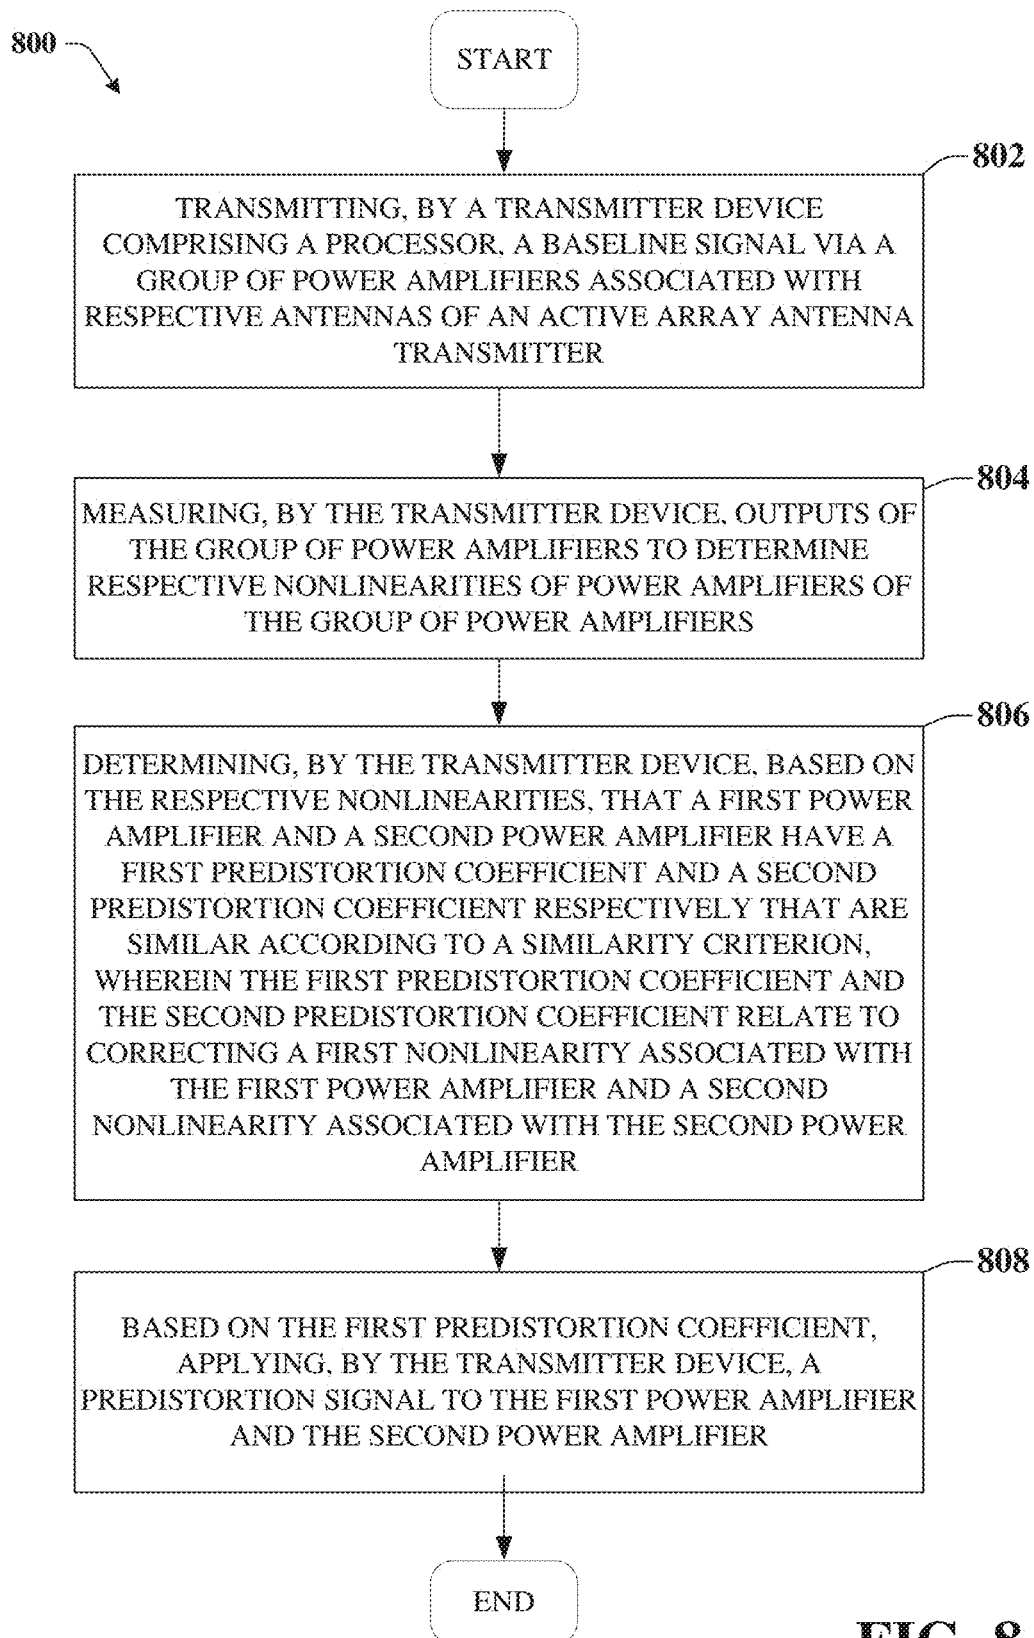 800
START
802
TRANSMITTING, BY A TRANSMITTER DEVICE
COMPRISING A PROCESSOR, A BASELINE SIGNAL VIA A
GROUP OF POWER AMPLIFIERS ASSOCIATED WITH
RESPECTIVE ANTENNAS OF AN ACTIVE ARRAY ANTENNA
TRANSMITTER
804
MEASURING, BY THE TRANSMITTER DEVICE, OUTPUTS OF
THE GROUP OF POWER AMPLIFIERS TO DETERMINE
RESPECTIVE NONLINEARITIES OF POWER AMPLIFIERS OF
THE GROUP OF POWER AMPLIFIERS
806
DETERMINING, BY THE TRANSMITTER DEVICE, BASED ON
THE RESPECTIVE NONLINEARITIES, THAT A FIRST POWER
AMPLIFIER AND A SECOND POWER AMPLIFIER HAVE A
FIRST PREDISTORTION COEFFICIENT AND A SECOND
PREDISTORTION COEFFICIENT RESPECTIVELY THAT ARE
SIMILAR ACCORDING TO A SIMILARITY CRITERION,
WHEREIN THE FIRST PREDISTORTION COEFFICIENT AND
THE SECOND PREDISTORTION COEFFICIENT RELATE TO
CORRECTING A FIRST NONLINEARITY ASSOCIATED WITH
THE FIRST POWER AMPLIFIER AND A SECOND
NONLINEARITY ASSOCIATED WITH THE SECOND POWER
AMPLIFIER
808
BASED ON THE FIRST PREDISTORTION COEFFICIENT,
APPLYING, BY THE TRANSMITTER DEVICE, A
PREDISTORTION SIGNAL TO THE FIRST POWER AMPLIFIER
AND THE SECOND POWER AMPLIFIER
END
FIG. 8